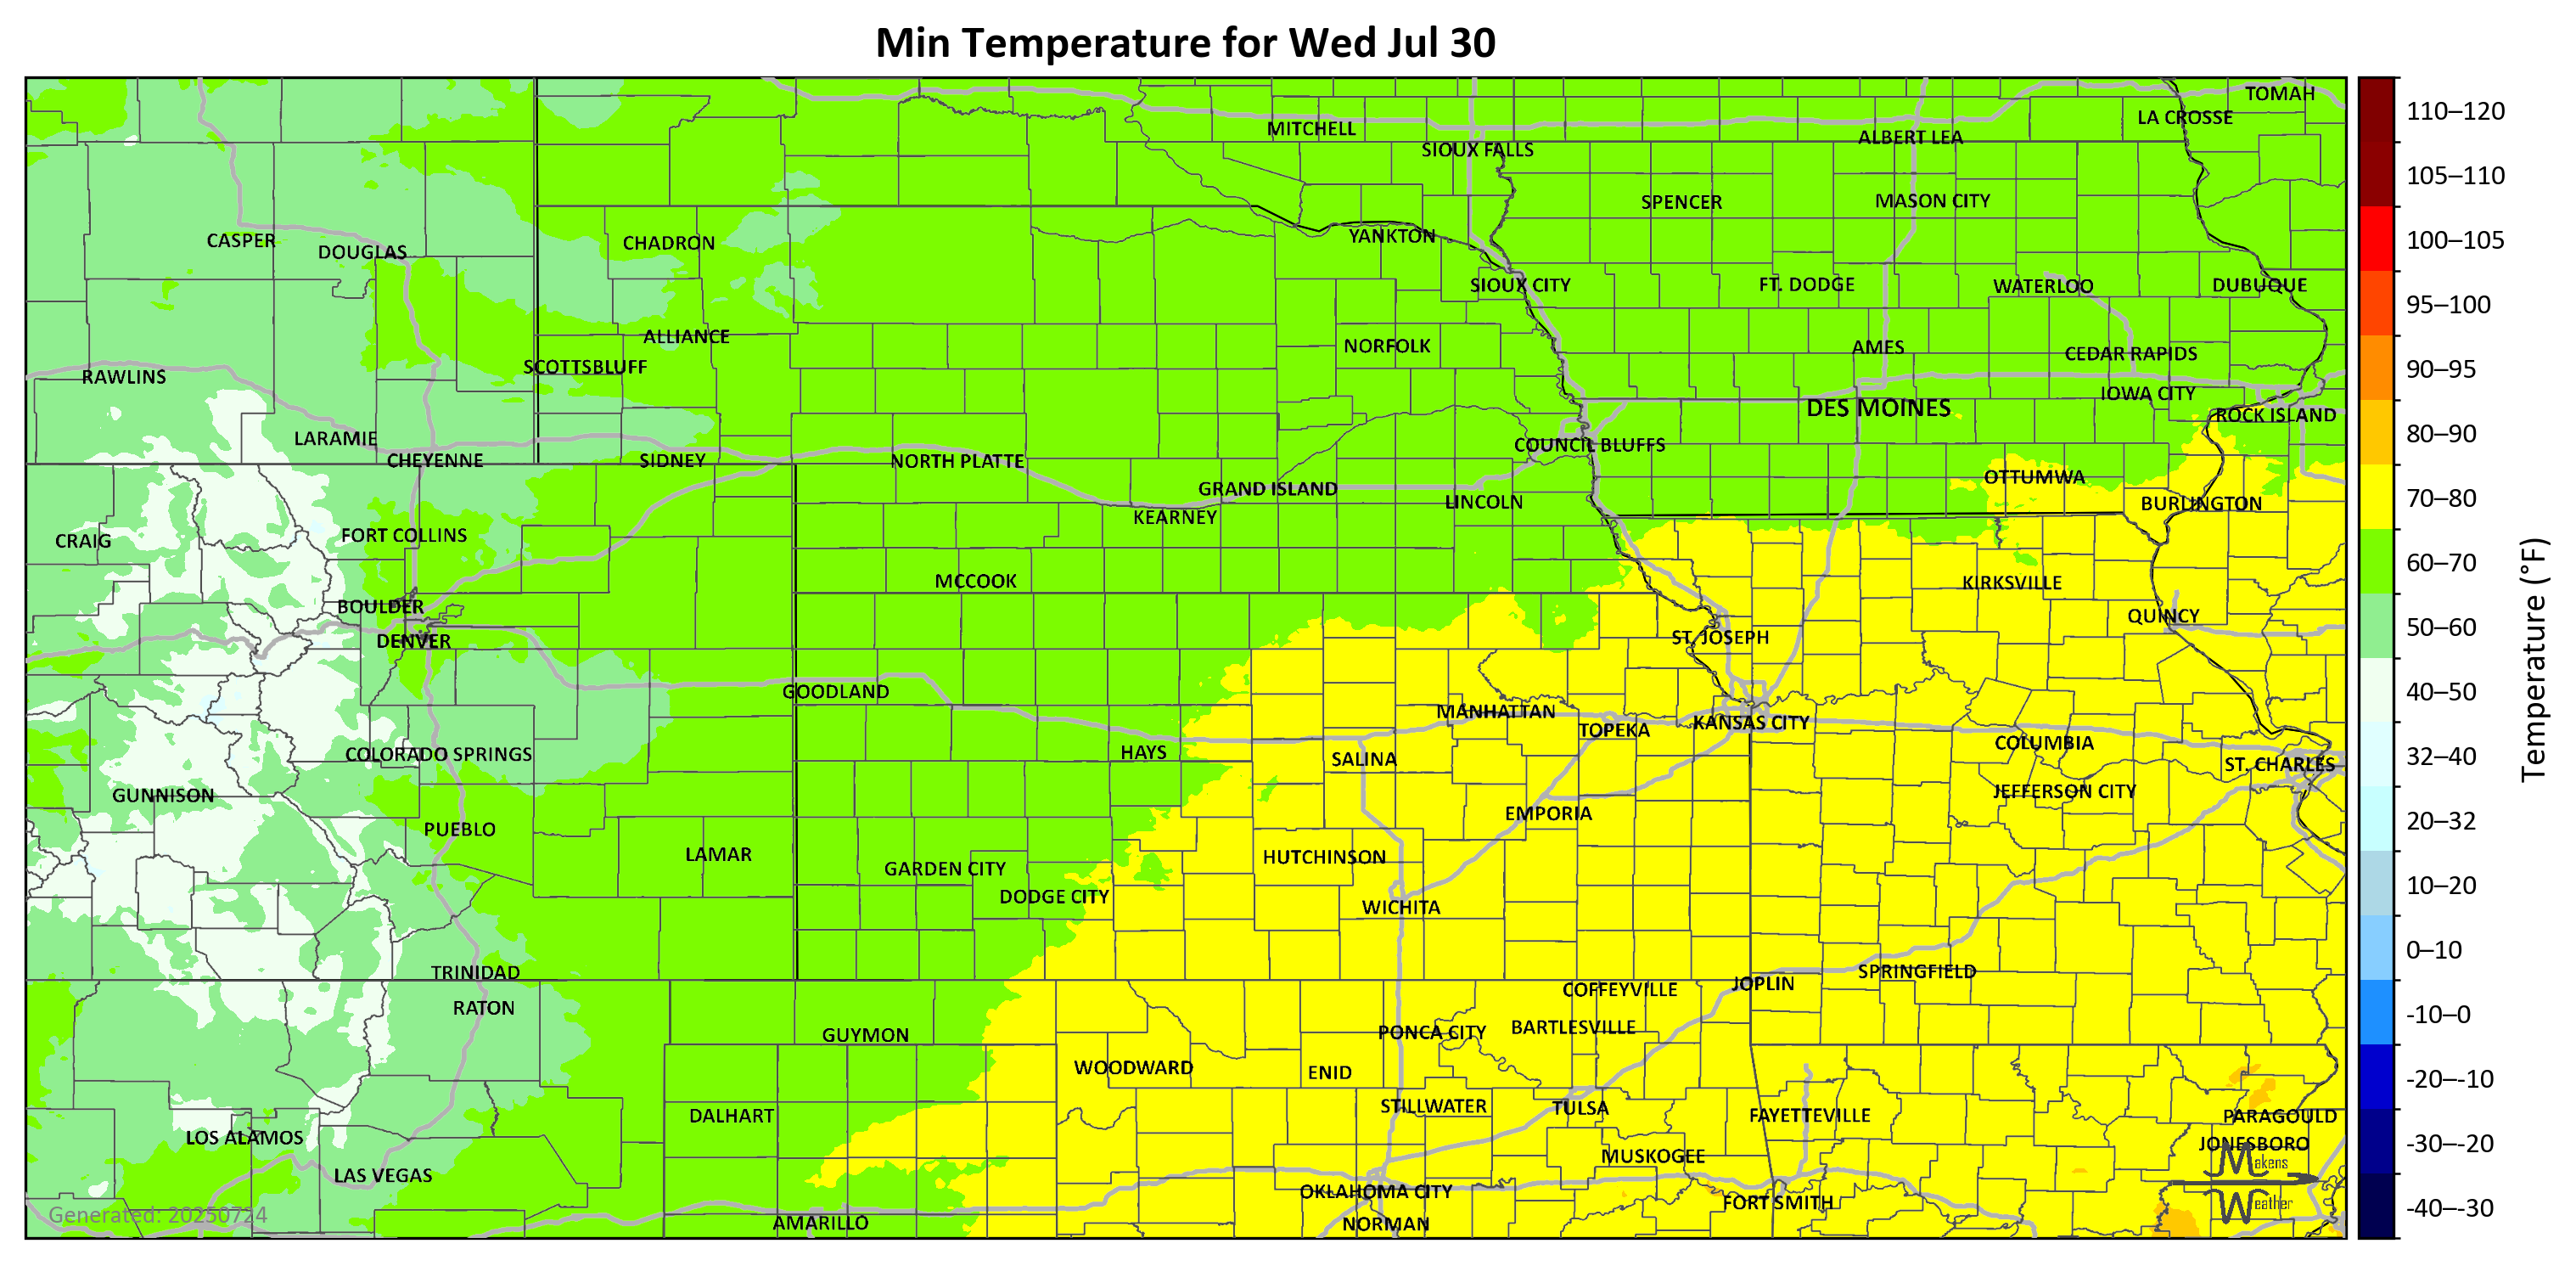 Min Temperature for Wed Jul 30
TOMAH
LA CROSSE
MITCHELL
ALBERT LEA
SIOUX FALLS
SPENCER
MASON CITY
CASPER
DOUGLAS
CHADRON
YANKTON
SIOUX CITY
FT. DODGE
WATERLOO
DUBUQUE
ALLIANCE
NORFOLK
AMES
CEDAR RAPIDS
SCOTTSBLUFF
RAWLINS
IOWA CITY
DES MOINES
ROCK ISLAND
LARAMIE
COUNCIL BLUFFS
CHEYENNE
SIDNEY
NORTH PLATTE
OTTUMWA
GRAND ISLAND
LINCOLN
BURLINGTON
KEARNEY
FORT COLLINS
CRAIG
MCCOOK
KIRKSVILLE
BOULDER
QUINCY
DENVER
ST. JOSEPH
GOODLAND
MANHATTAN
TOPEKA
KANSAS CITY
COLUMBIA
COLORADO SPRINGS
HAYS
SALINA
ST. CHARLES
GUNNISON
JEFFERSON CITY
EMPORIA
PUEBLO
LAMAR
HUTCHINSON
GARDEN CITY
DODGE CITY
WICHITA
TRINIDAD
SPRINGFIELD
JOPLIN
COFFEYVILLE
RATON
GUYMON
PONCA CITY
BARTLESVILLE
WOODWARD
ENID
DALHART
STILLWATER
TULSA
FAYETTEVILLE
PARAGOULD
LOS ALAMOS
JONESBORO
MUSKOGEE
LAS VEGAS
OKLAHOMA CITY
FORT SMITH
AMARILLO
NORMAN
Generated: 20250724
Makens
Weather
110–120
105–110
100–105
95–100
90–95
80–90
70–80
60–70
50–60
40–50
32–40
20–32
10–20
0–10
-10–0
-20–-10
-30–-20
-40–-30
Temperature (°F)